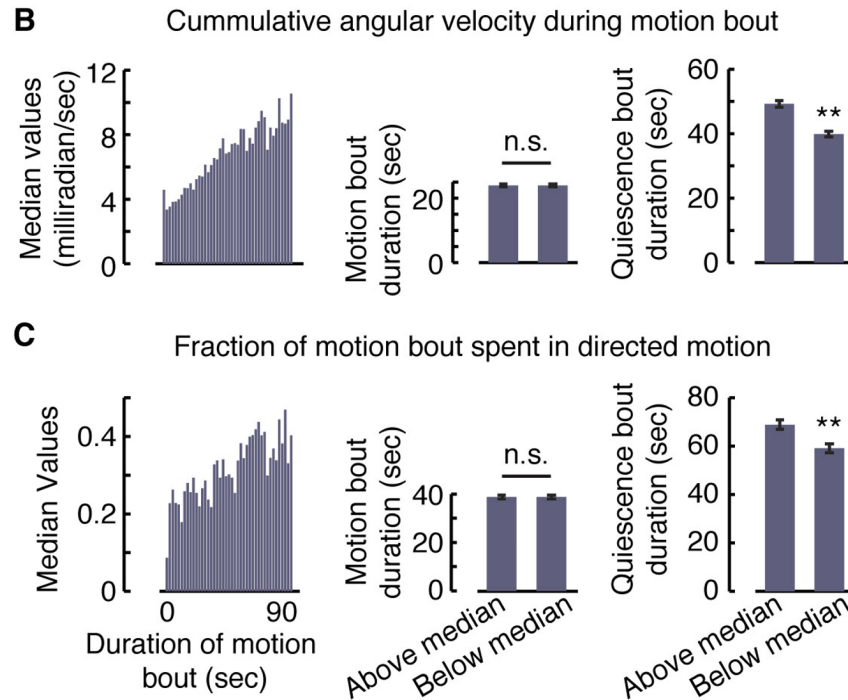 B
Cummulative angular velocity during motion bout
Median values
(milliradian/sec)
12
8
4
0
Motion bout
duration (sec)
20
0
n.s.
Quiescence bout
duration (sec)
60
40
20
0
**
C
Fraction of motion bout spent in directed motion
Median Values
0.4
0.2
0
0
90
Duration of motion
bout (sec)
Motion bout
duration (sec)
40
20
0
n.s.
Above median
Below median
Quiescence bout
duration (sec)
80
60
40
20
0
**
Above median
Below median